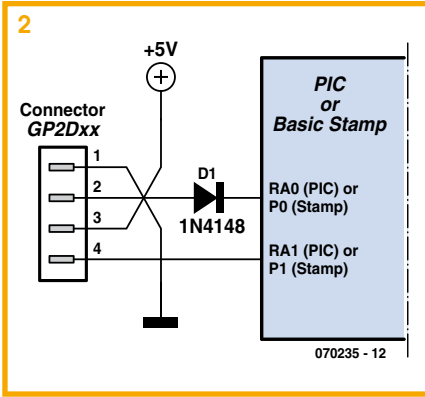 2
+5V
Connector
GP2Dxx
1
2
3
4
D1
1N4148
PIC
or
Basic Stamp
RA0 (PIC) or
P0 (Stamp)
RA1 (PIC) or
P1 (Stamp)
070235 - 12